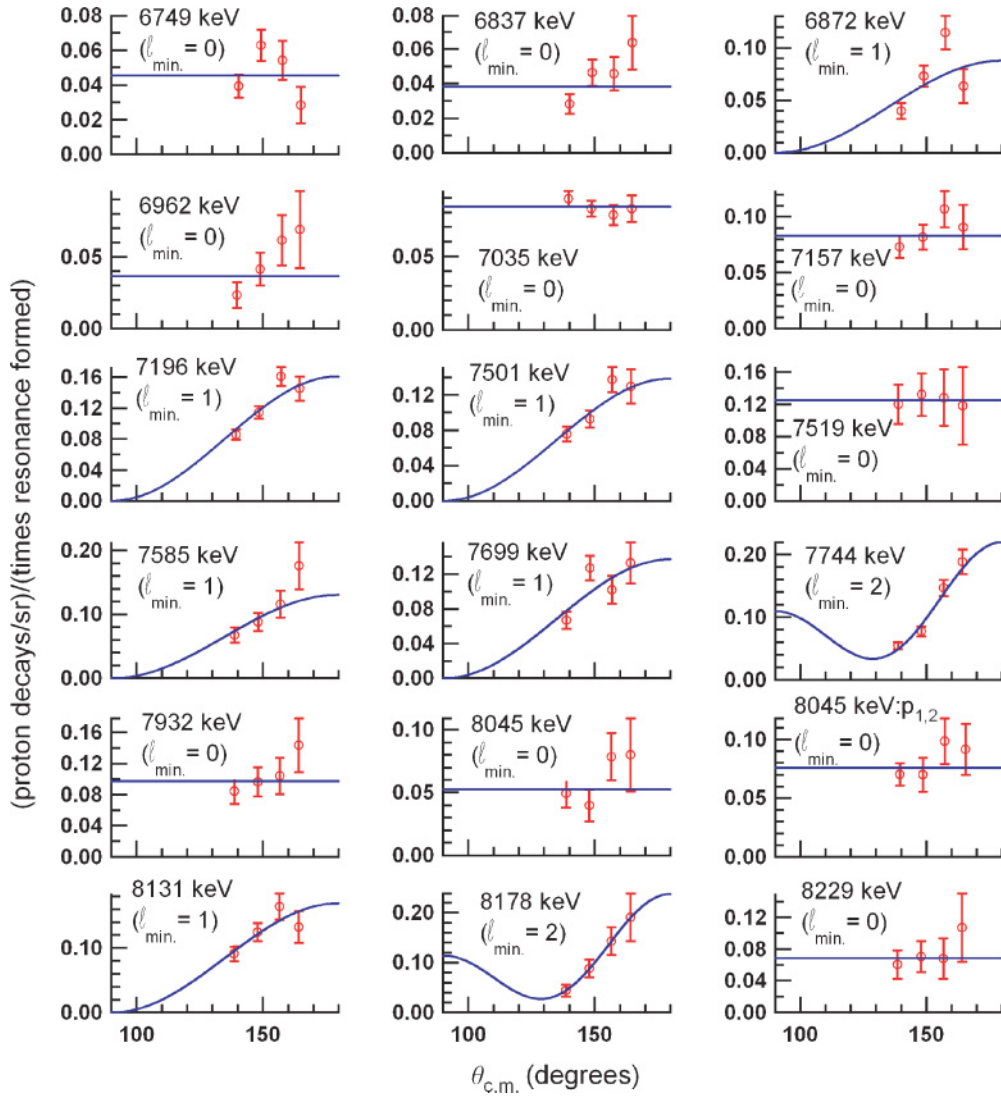 (proton decays/sr)/(times resonance formed)
0.08
0.06
0.04
0.02
0.00
6749 keV
(ℓmin. = 0)
0.08
0.06
0.04
0.02
0.00
6837 keV
(ℓmin. = 0)
0.10
0.05
0.00
6872 keV
(ℓmin. = 1)
0.05
0.00
6962 keV
(ℓmin. = 0)
0.05
0.00
7035 keV
(ℓmin. = 0)
0.10
0.05
0.00
7157 keV
(ℓmin. = 0)
0.16
0.12
0.08
0.04
0.00
7196 keV
(ℓmin. = 1)
0.12
0.08
0.04
0.00
7501 keV
(ℓmin. = 1)
0.16
0.12
0.08
0.04
0.00
7519 keV
(ℓmin. = 0)
0.20
0.10
0.00
7585 keV
(ℓmin. = 1)
0.12
0.08
0.04
0.00
7699 keV
(ℓmin. = 1)
0.20
0.10
0.00
7744 keV
(ℓmin. = 2)
0.16
0.12
0.08
0.04
0.00
7932 keV
(ℓmin. = 0)
0.10
0.05
0.00
8045 keV
(ℓmin. = 0)
0.10
0.05
0.00
8045 keV:p1,2
(ℓmin. = 0)
0.10
0.00
8131 keV
(ℓmin. = 1)
0.20
0.10
0.00
8178 keV
(ℓmin. = 2)
0.12
0.08
0.04
0.00
8229 keV
(ℓmin. = 0)
100 150
100 150
100 150
θc.m. (degrees)